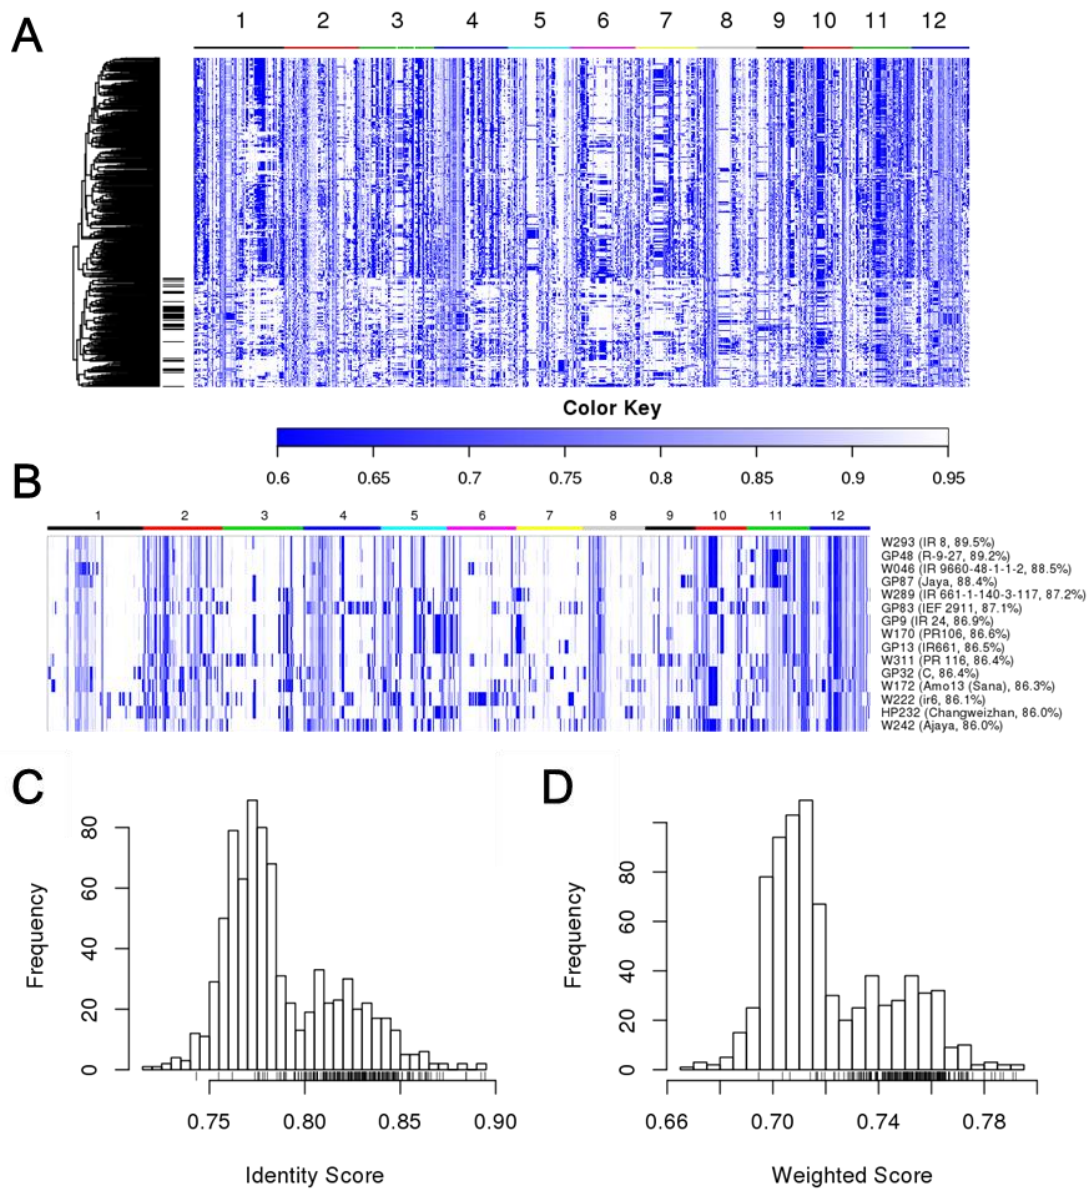 A
1 2 3 4 5 6 7 8 9 10 11 12
Color Key
0.6 0.65 0.7 0.75 0.8 0.85 0.9 0.95
B
1 2 3 4 5 6 7 8 9 10 11 12
W293 (IR 8, 89.5%)
GP48 (R-9-27, 89.2%)
W046 (IR 9660-48-1-1-2, 88.5%)
GP87 (Jaya, 88.4%)
W289 (IR 661-1-140-3-117, 87.2%)
GP83 (IEF 2911, 87.1%)
GP9 (IR 24, 86.9%)
W170 (PR106, 86.6%)
GP13 (IR661, 86.5%)
W311 (PR 116, 86.4%)
GP32 (C, 86.4%)
W172 (Amo13 (Sana), 86.3%)
W222 (ir6, 86.1%)
HP232 (Changweizhan, 86.0%)
W242 (Ajaya, 86.0%)
C
Frequency
0 20 40 60 80
0.75 0.80 0.85 0.90
Identity Score
D
Frequency
0 20 40 60 80
0.66 0.70 0.74 0.78
Weighted Score